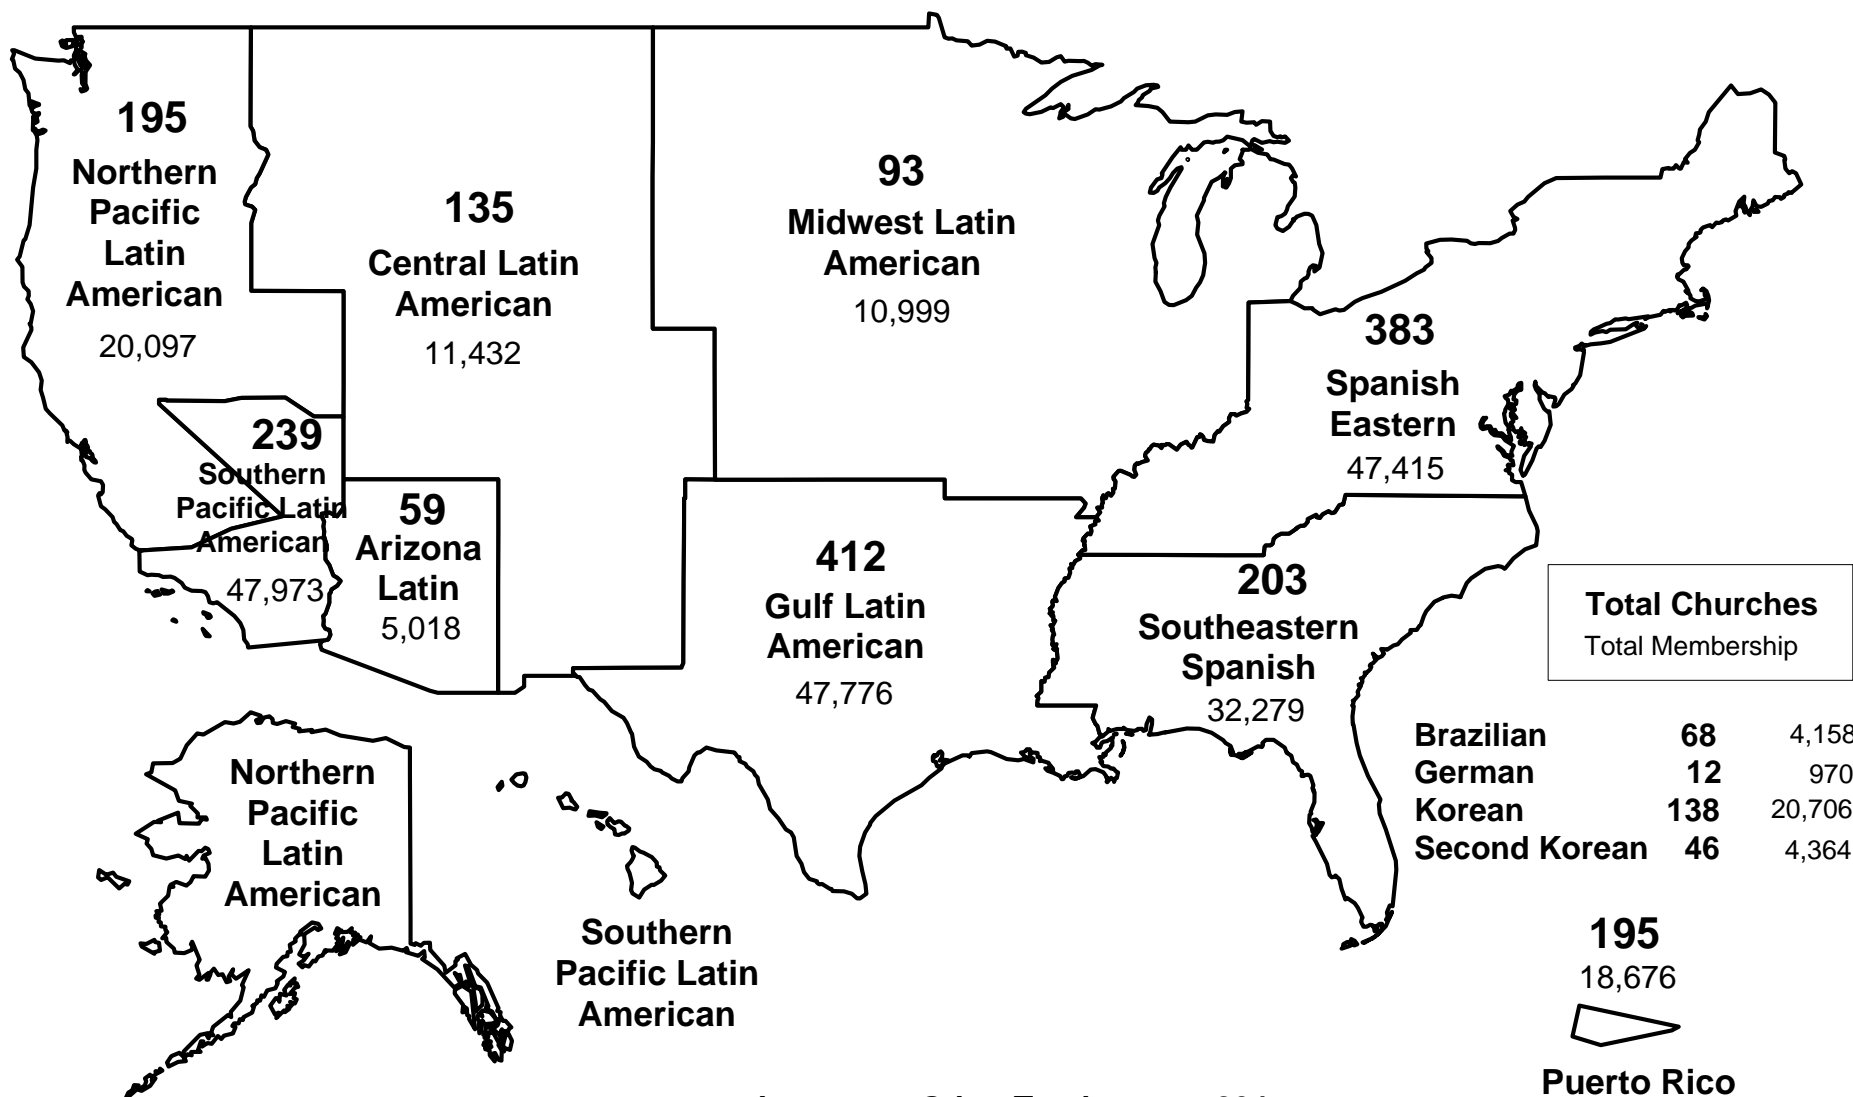 195
Northern
Pacific
Latin
American
20,097
135
Central Latin
American
11,432
93
Midwest Latin
American
10,999
383
Spanish
Eastern
47,415
239
Southern
Pacific Latin
American
47,973
59
Arizona
Latin
5,018
412
Gulf Latin
American
47,776
203
Southeastern
Spanish
32,279
Total Churches
Total Membership
Brazilian 68 4,158
German 12 970
Korean 138 20,706
Second Korean 46 4,364
Northern
Pacific
Latin
American
Southern
Pacific Latin
American
195
18,676
Puerto Rico